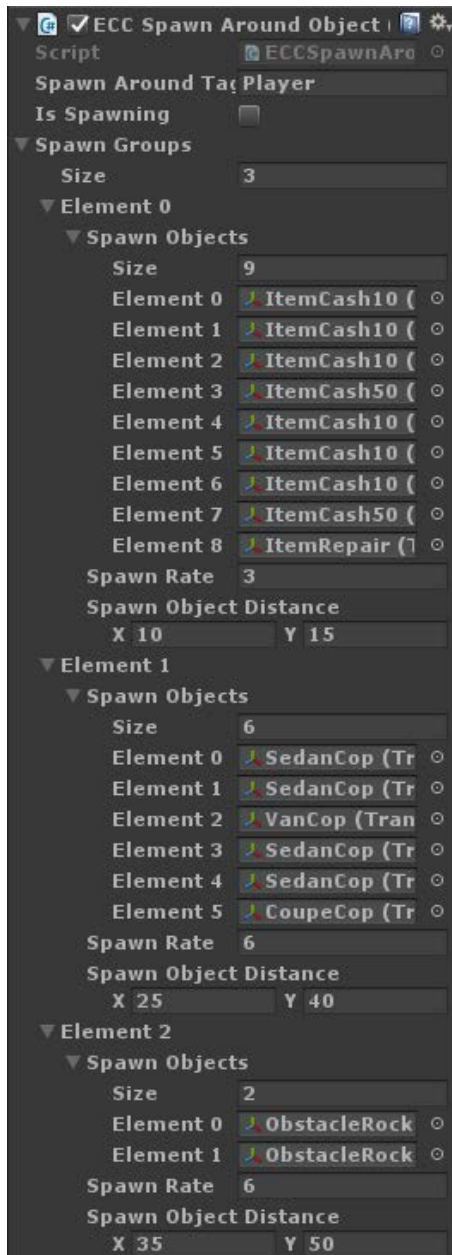 ECC Spawn Around Object (
Script ECCSpawnAro
Spawn Around Tag Player
Is Spawning
Spawn Groups
Size 3
Element 0
Spawn Objects
Size 9
Element 0 ItemCash10 (
Element 1 ItemCash10 (
Element 2 ItemCash10 (
Element 3 ItemCash50 (
Element 4 ItemCash10 (
Element 5 ItemCash10 (
Element 6 ItemCash10 (
Element 7 ItemCash50 (
Element 8 ItemRepair (T
Spawn Rate 3
Spawn Object Distance
X 10 Y 15
Element 1
Spawn Objects
Size 6
Element 0 SedanCop (Tr
Element 1 SedanCop (Tr
Element 2 VanCop (Tran
Element 3 SedanCop (Tr
Element 4 SedanCop (Tr
Element 5 CoupeCop (Tr
Spawn Rate 6
Spawn Object Distance
X 25 Y 40
Element 2
Spawn Objects
Size 2
Element 0 ObstacleRock
Element 1 ObstacleRock
Spawn Rate 6
Spawn Object Distance
X 35 Y 50